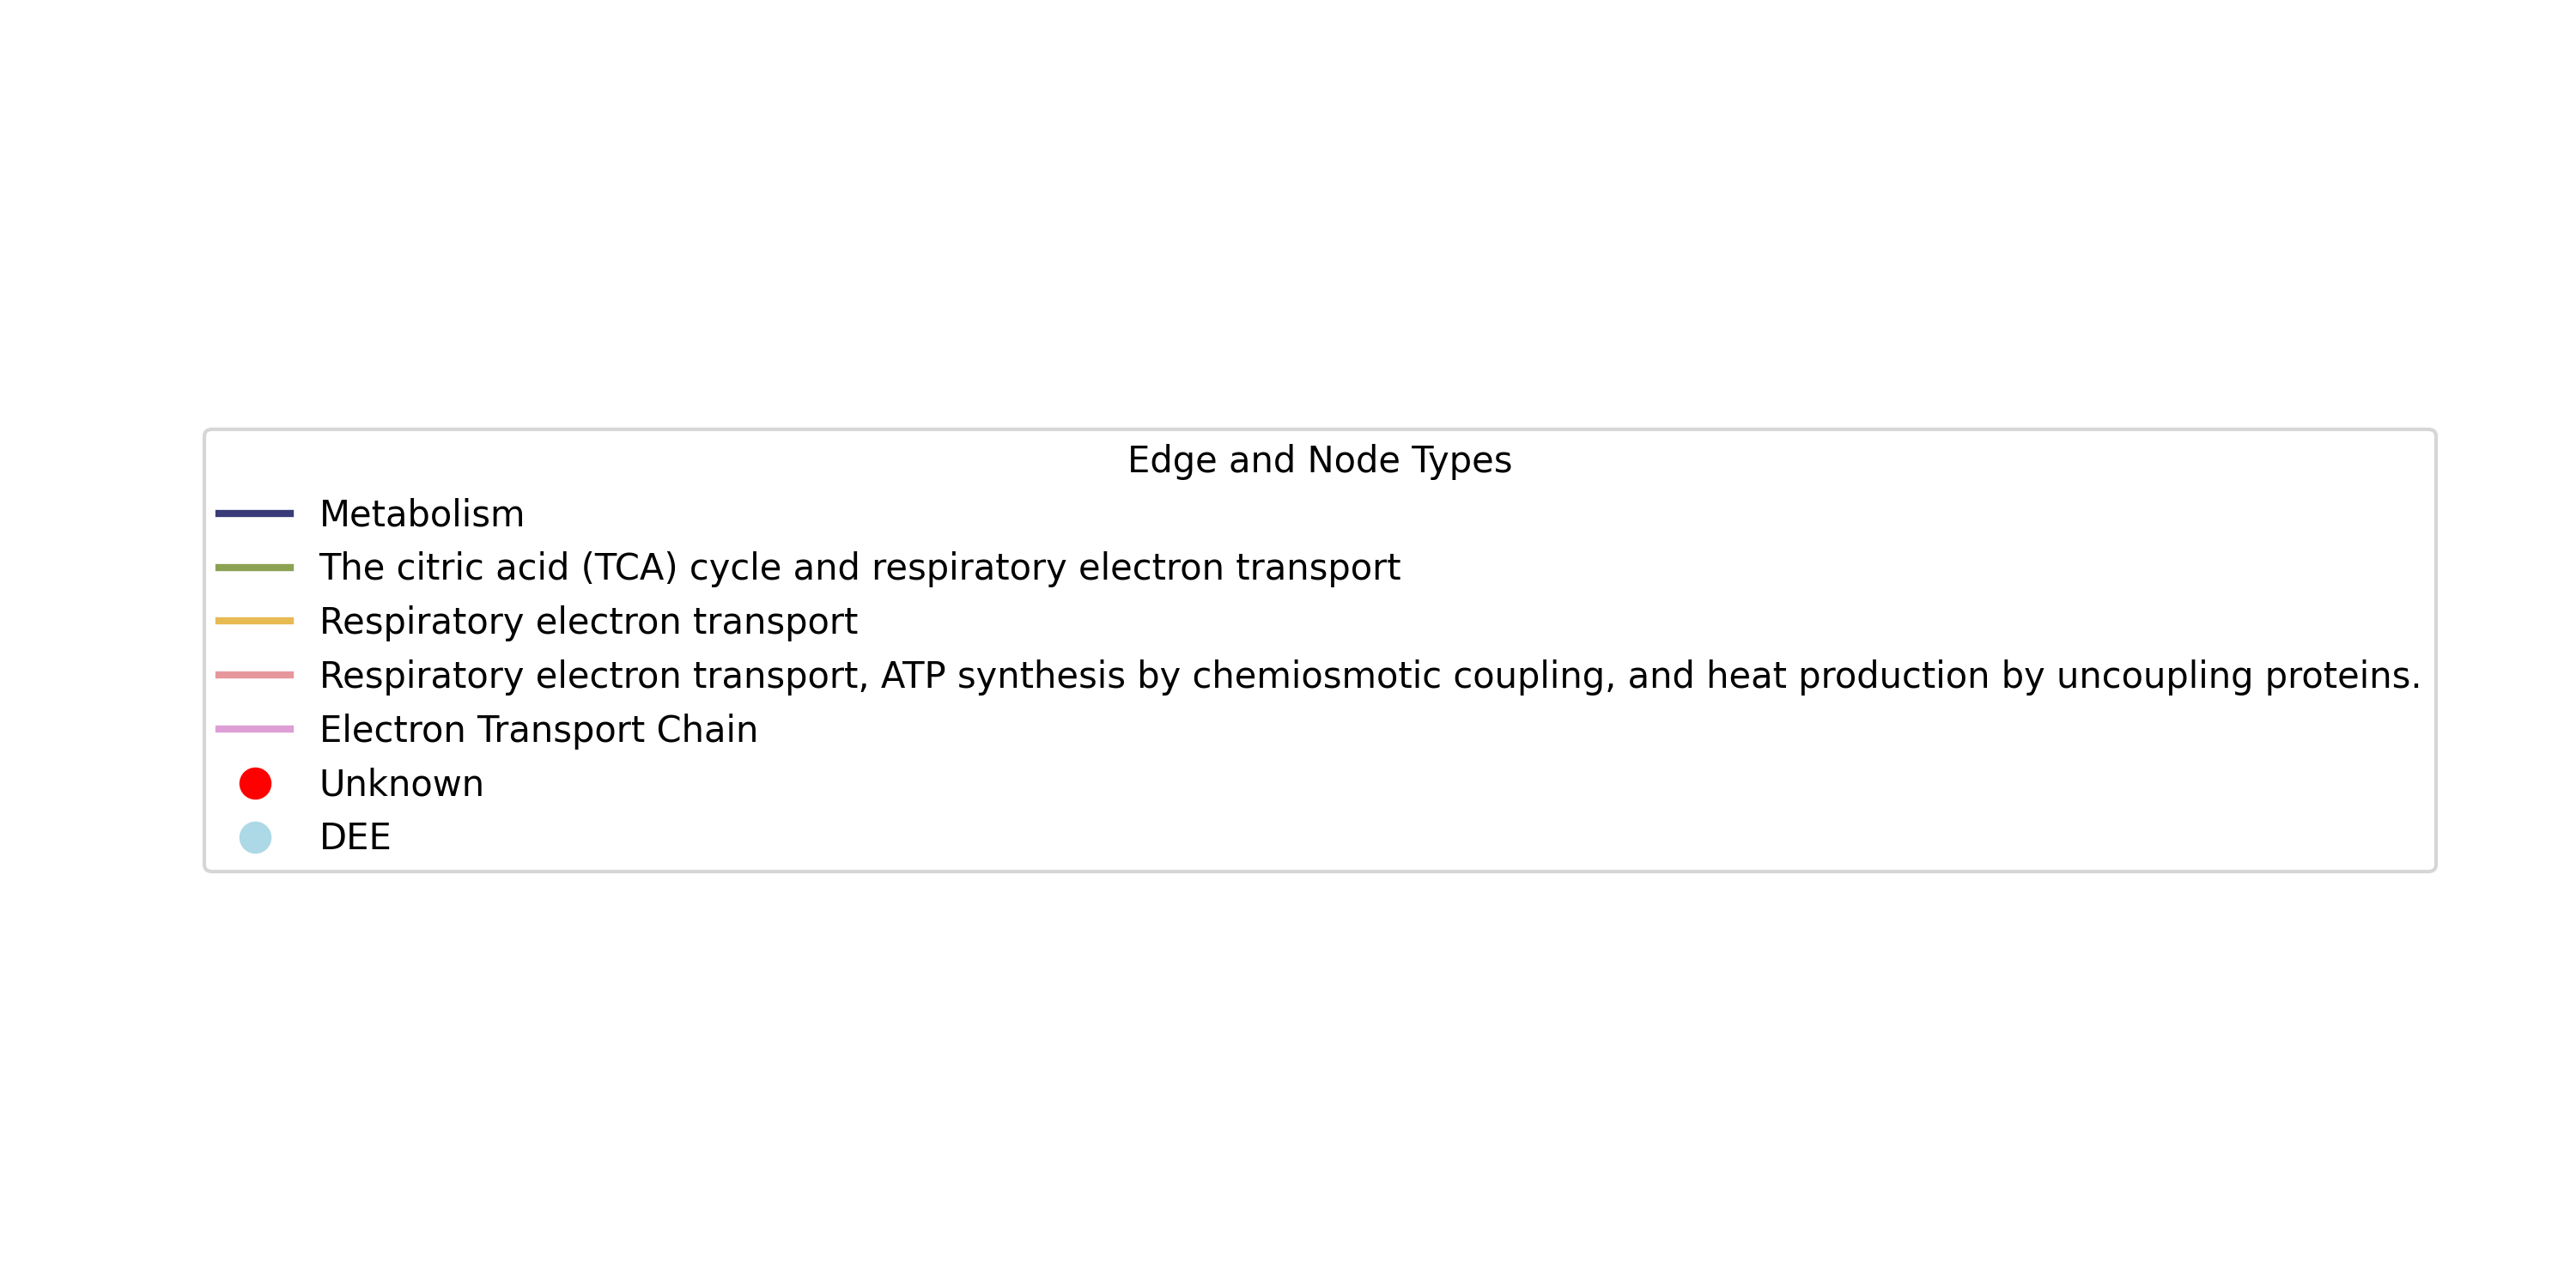 Edge and Node Types
Metabolism
The citric acid (TCA) cycle and respiratory electron transport
Respiratory electron transport
Respiratory electron transport, ATP synthesis by chemiosmotic coupling, and heat production by uncoupling proteins.
Electron Transport Chain
Unknown
DEE